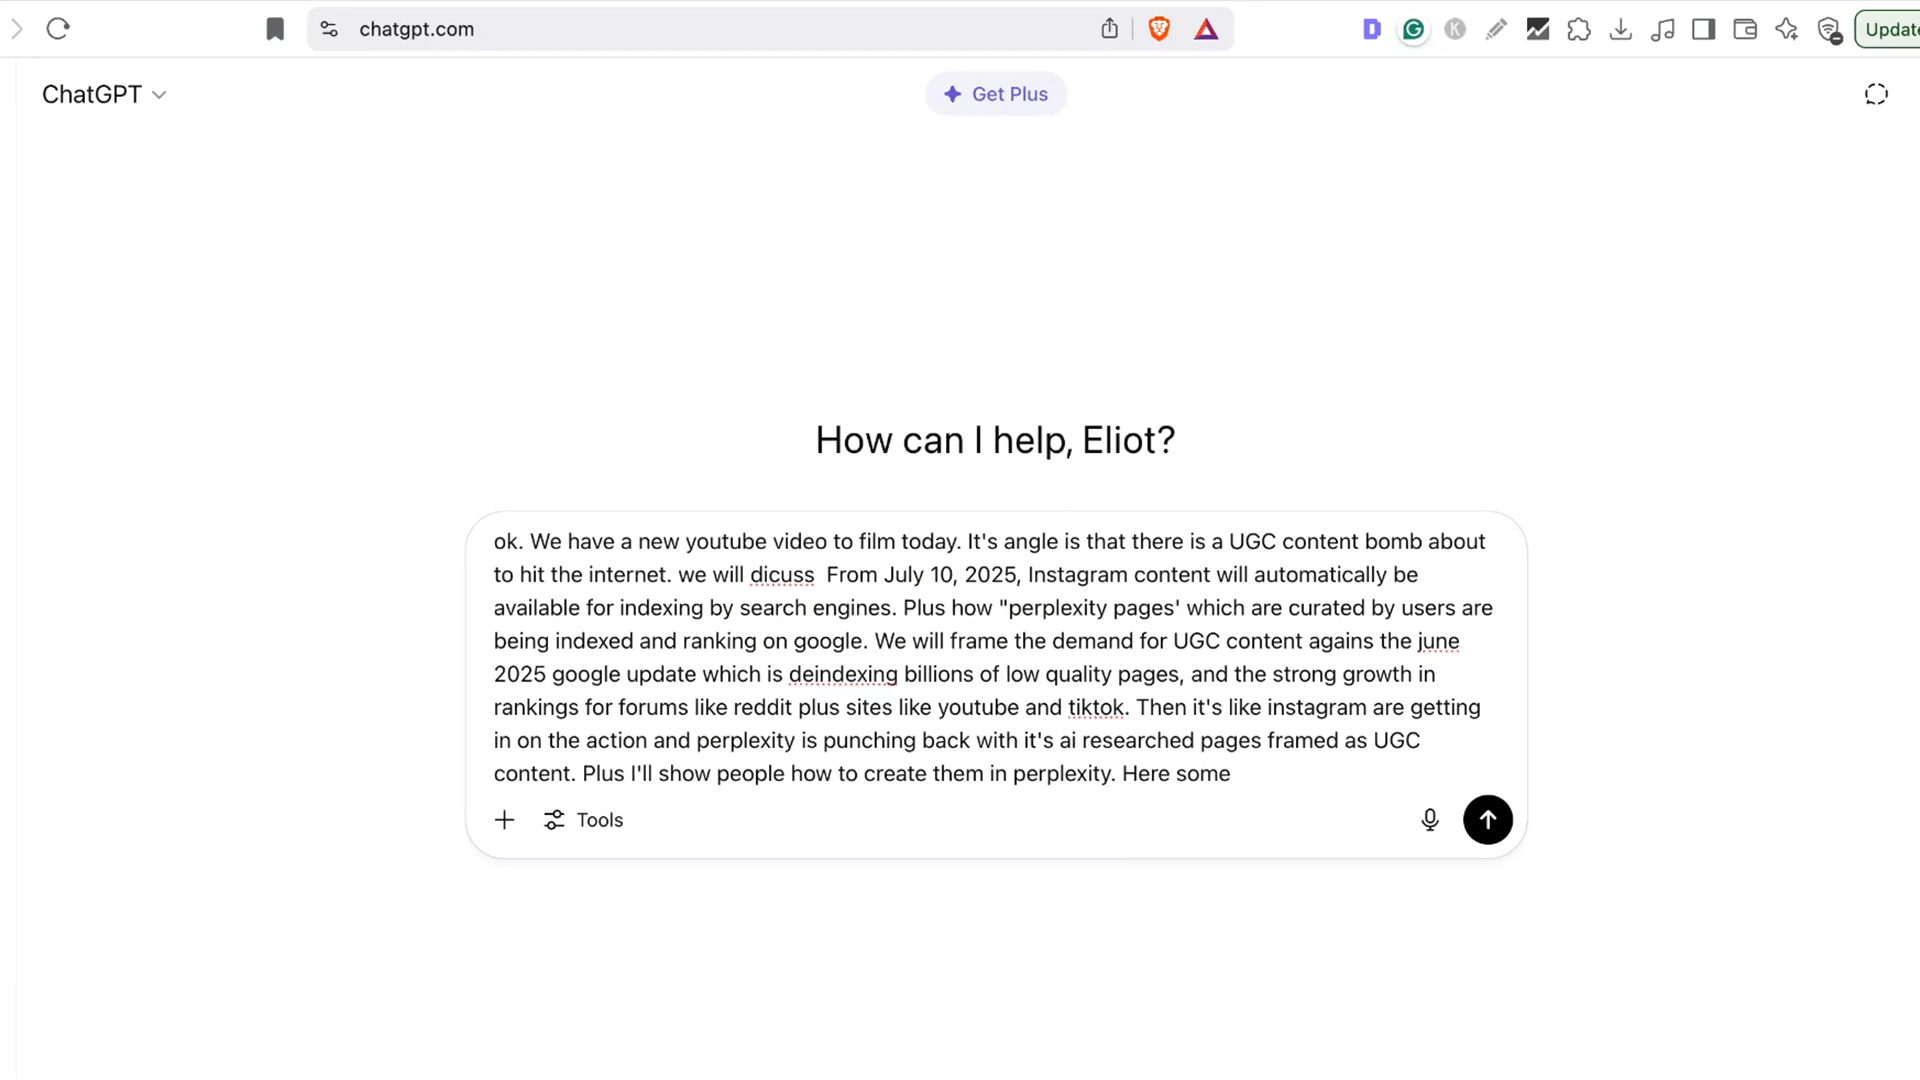 chatgpt.com
Update
ChatGPT
Get Plus
How can I help, Eliot?
ok. We have a new youtube video to film today. It's angle is that there is a UGC content bomb about
to hit the internet. we will dicuss  From July 10, 2025, Instagram content will automatically be
available for indexing by search engines. Plus how "perplexity pages' which are curated by users are
being indexed and ranking on google. We will frame the demand for UGC content agains the june
2025 google update which is deindexing billions of low quality pages, and the strong growth in
rankings for forums like reddit plus sites like youtube and tiktok. Then it's like instagram are getting
in on the action and perplexity is punching back with it's ai researched pages framed as UGC
content. Plus I'll show people how to create them in perplexity. Here some
Tools